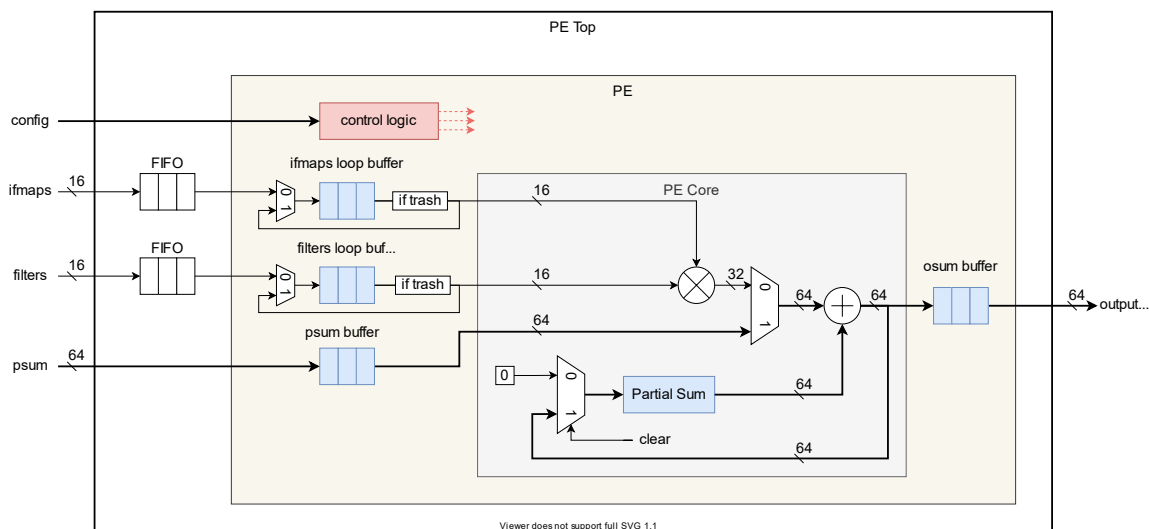 PE Top
PE
config
control logic
ifmaps loop buffer
FIFO
ifmaps
16
0
1
if trash
16
PE Core
filters loop buf...
FIFO
filters
16
0
1
if trash
16
32
0
1
64
64
osum buffer
64
output...
psum buffer
psum
64
64
0
0
1
Partial Sum
64
clear
64
Viewer does not support full SVG 1.1